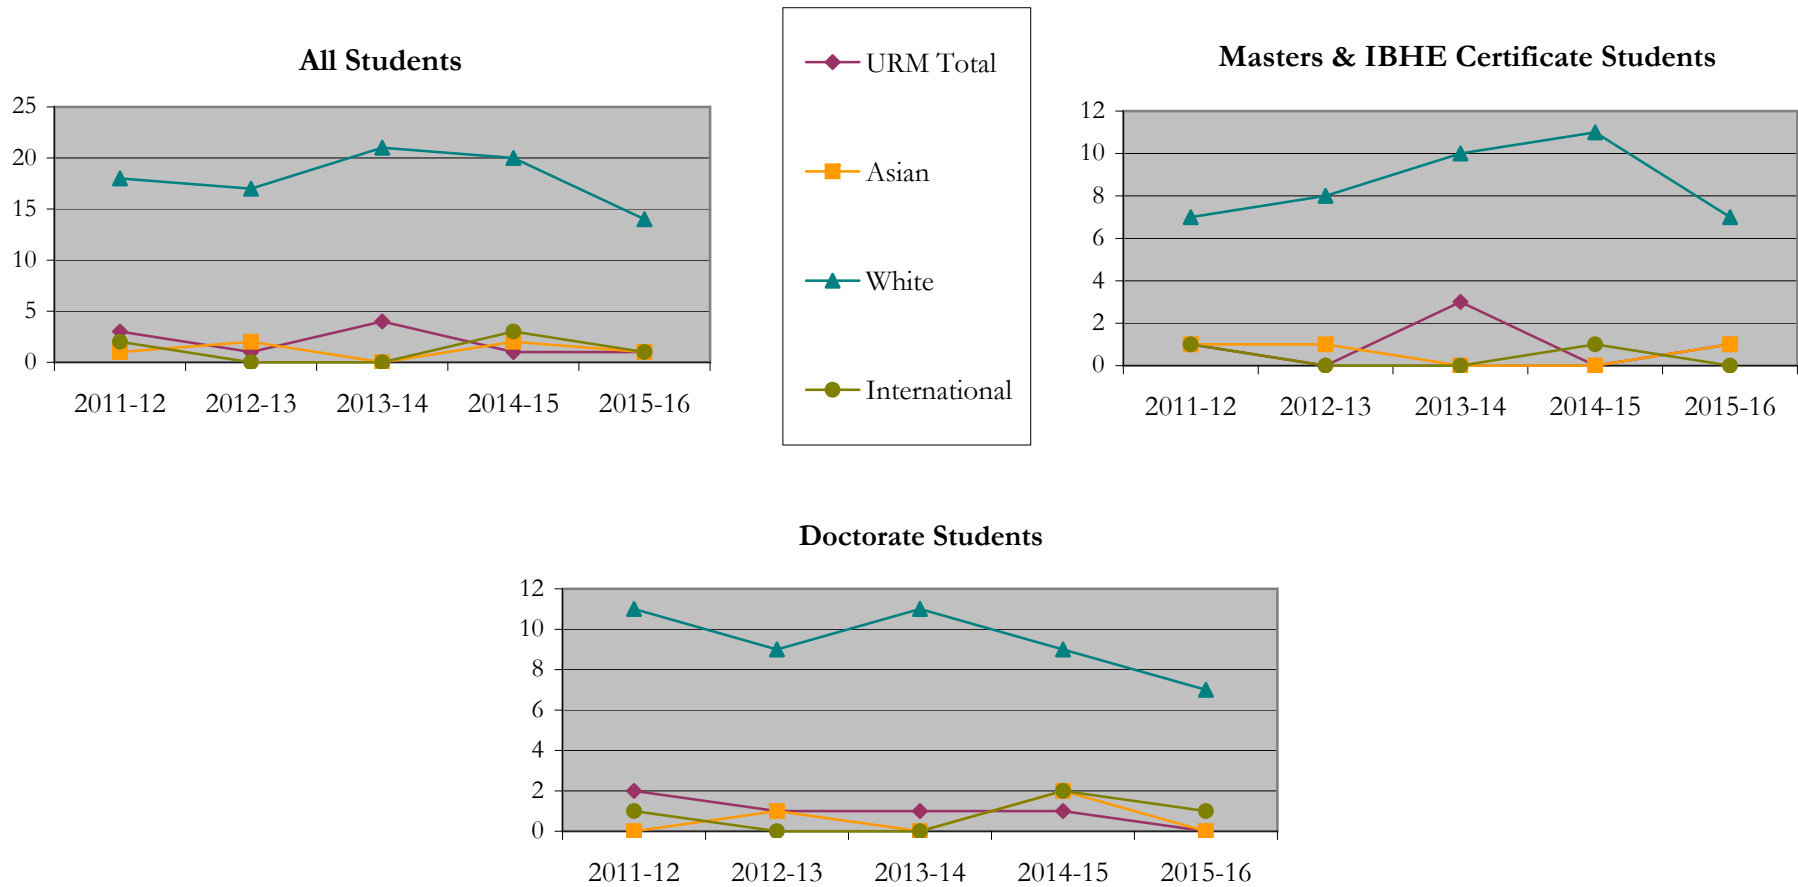 All Students
25
20
15
10
5
0
2011-12 2012-13 2013-14 2014-15 2015-16
URM Total
Asian
White
International
Masters & IBHE Certificate Students
12
10
8
6
4
2
0
2011-12 2012-13 2013-14 2014-15 2015-16
Doctorate Students
12
10
8
6
4
2
0
2011-12 2012-13 2013-14 2014-15 2015-16